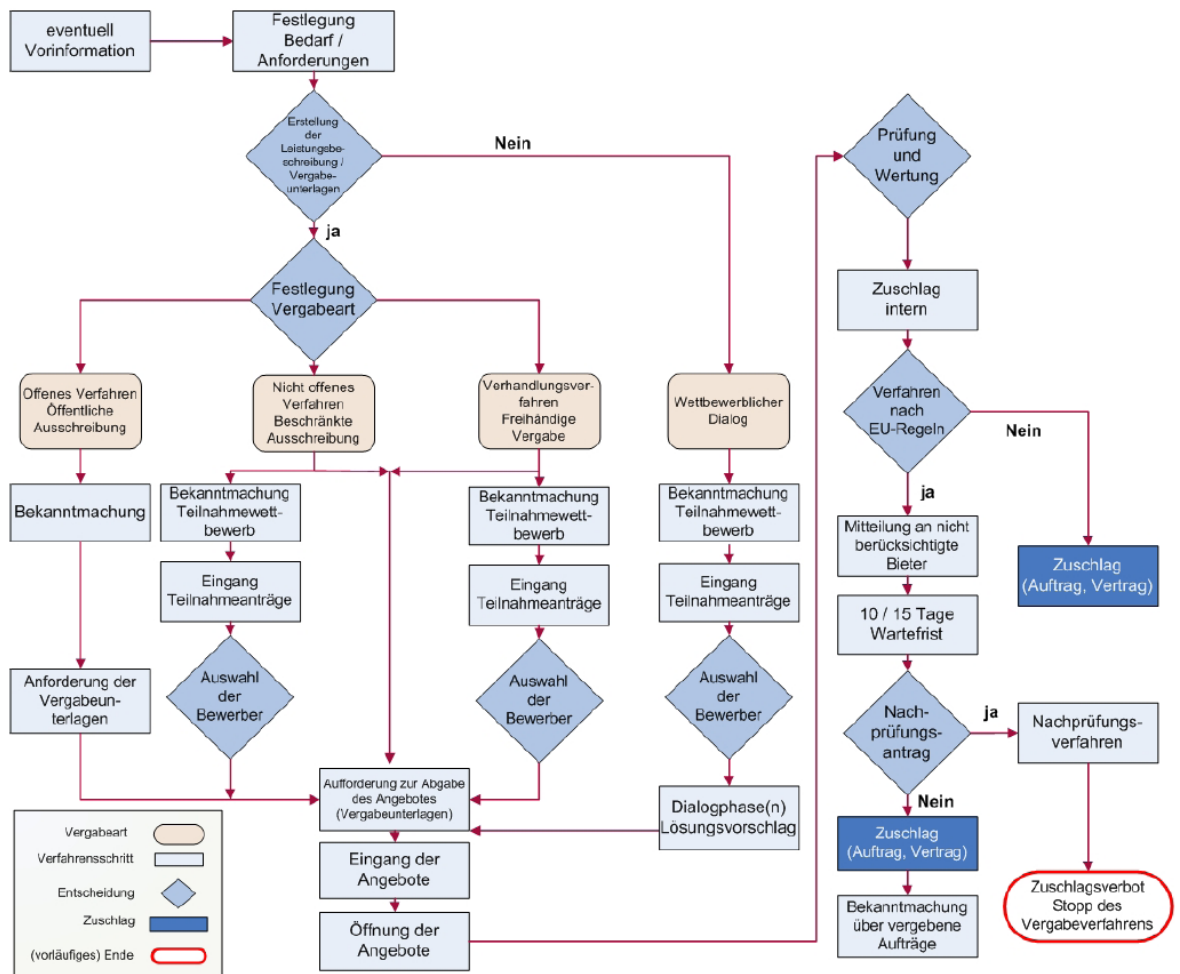 eventuell
Vorinformation
Festlegung
Bedarf /
Anforderungen
Erstellung
der
Leistungsbe-
schreibung /
Vergabe-
unterlagen
Nein
ja
Festlegung
Vergabeart
Offenes Verfahren
Öffentliche
Ausschreibung
Nicht offenes
Verfahren
Beschränkte
Ausschreibung
Verhandlungsver-
fahren
Freihändige
Vergabe
Wettbewerblicher
Dialog
Bekanntmachung
Bekanntmachung
Teilnahmewett-
bewerb
Bekanntmachung
Teilnahmewett-
bewerb
Bekanntmachung
Teilnahmewett-
bewerb
Eingang
Teilnahmeanträge
Eingang
Teilnahmeanträge
Eingang
Teilnahmeanträge
Anforderung der
Vergabeun-
terlagen
Auswahl
der
Bewerber
Auswahl
der
Bewerber
Auswahl
der
Bewerber
Aufforderung zur Abgabe
des Angebotes
(Vergabeunterlagen)
Dialogphase(n)
Lösungsvorschlag
Eingang der
Angebote
Öffnung der
Angebote
Prüfung
und
Wertung
Zuschlag
intern
Verfahren
nach
EU-Regeln
Nein
ja
Mitteilung an nicht
berücksichtigte
Bieter
Zuschlag
(Auftrag, Vertrag)
10 / 15 Tage
Wartefrist
Nach-
prüfungs-
antrag
ja
Nachprüfungs-
verfahren
Nein
Zuschlag
(Auftrag, Vertrag)
Bekanntmachung
über vergebene
Aufträge
Zuschlagsverbot
Stopp des
Vergabeverfahrens
Vergabeart
Verfahrensschritt
Entscheidung
Zuschlag
(vorläufiges) Ende